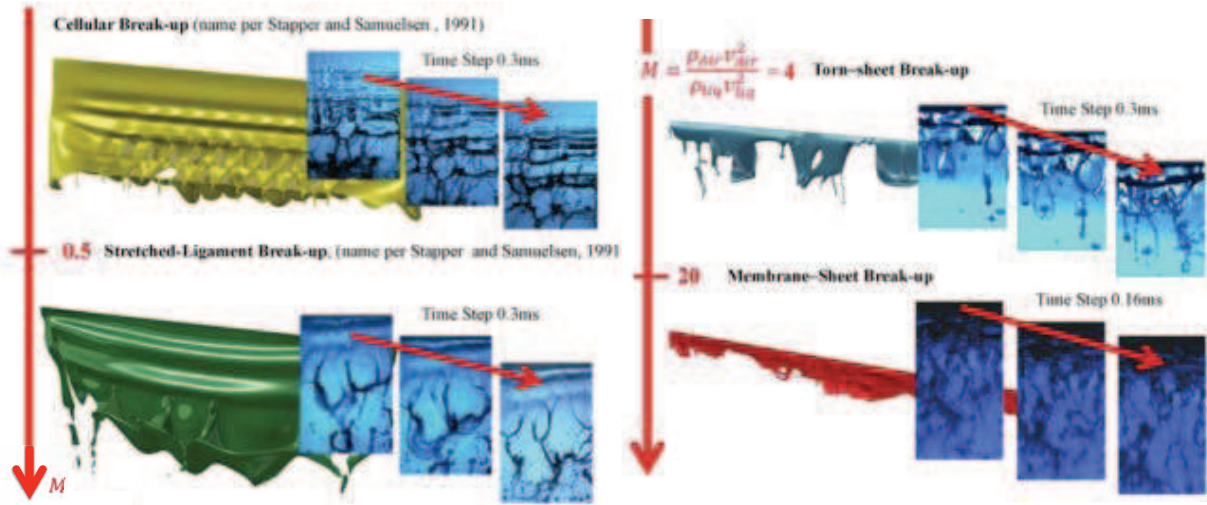 Cellular Break-up (name per Stapper and Samuelsen , 1991)
Time Step 0.3ms
0.5 Stretched-Ligament Break-up, (name per Stapper and Samuelsen, 1991
Time Step 0.3ms
M
M = ρAir v²Air / ρLiq v²liq = 4 Torn–sheet Break-up
Time Step 0.3ms
20 Membrane–Sheet Break-up
Time Step 0.16ms